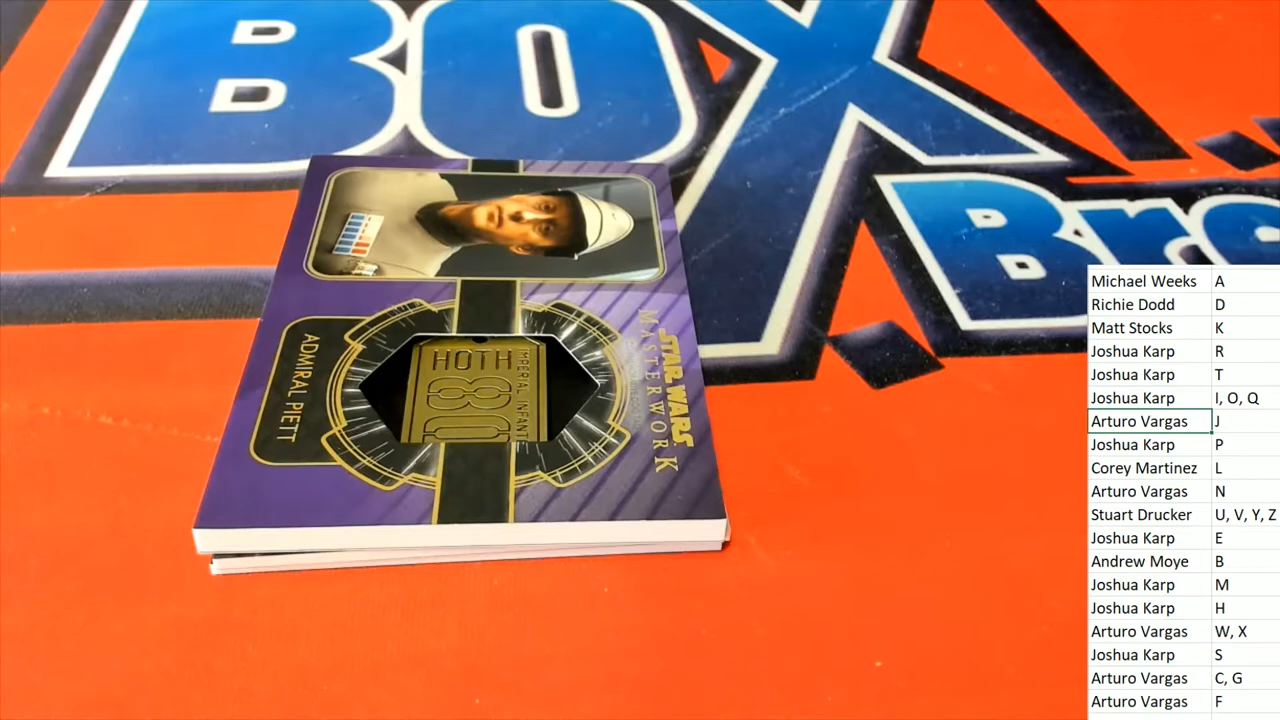 BOX
Bre
STAR WARS
MASTERWORK
ADMIRAL PIETT
HOTH
80
IMPERIAL INFANT
Michael Weeks A
Richie Dodd D
Matt Stocks K
Joshua Karp R
Joshua Karp T
Joshua Karp I, O, Q
Arturo Vargas J
Joshua Karp P
Corey Martinez L
Arturo Vargas N
Stuart Drucker U, V, Y, Z
Joshua Karp E
Andrew Moye B
Joshua Karp M
Joshua Karp H
Arturo Vargas W, X
Joshua Karp S
Arturo Vargas C, G
Arturo Vargas F